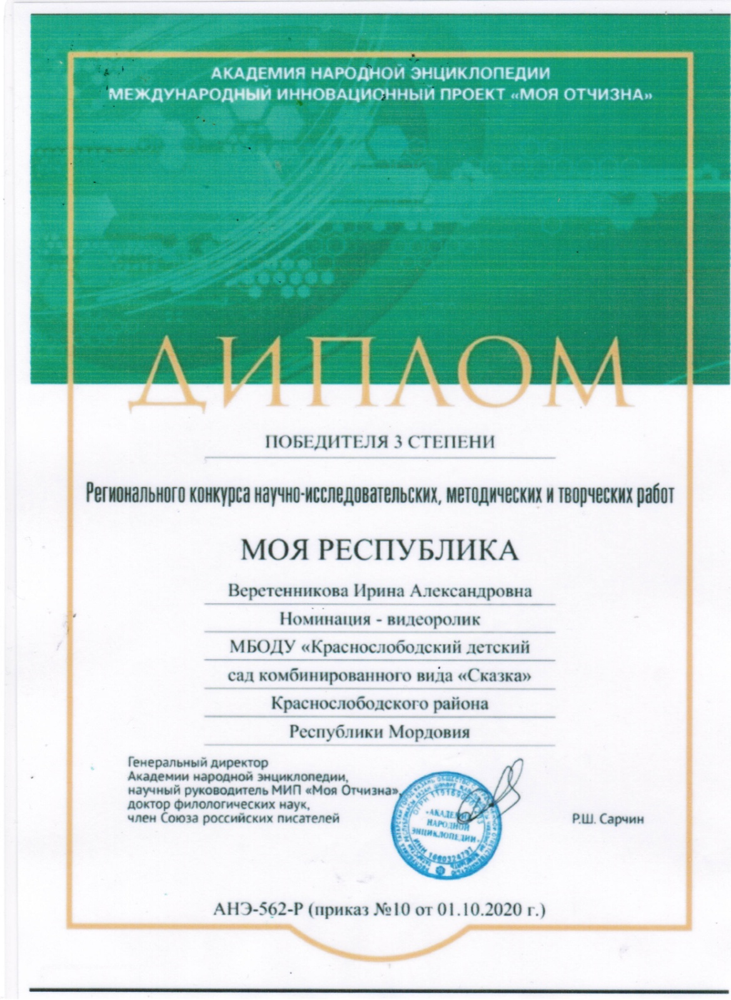 АКАДЕМИЯ НАРОДНОЙ ЭНЦИКЛОПЕДИИ
МЕЖДУНАРОДНЫЙ ИННОВАЦИОННЫЙ ПРОЕКТ «МОЯ ОТЧИЗНА»
ДИПЛОМ
ПОБЕДИТЕЛЯ 3 СТЕПЕНИ
Регионального конкурса научно-исследовательских, методических и творческих работ
МОЯ РЕСПУБЛИКА
Веретенникова Ирина Александровна
Номинация - видеоролик
МБОДУ «Краснослободский детский
сад комбинированного вида «Сказка»
Краснослободского района
Республики Мордовия
Генеральный директор
Академии народной энциклопедии,
научный руководитель МИП «Моя Отчизна»,
доктор филологических наук,
член Союза российских писателей
Р.Ш. Сарчин
«АКАДЕМИЯ
НАРОДНОЙ
ЭНЦИКЛОПЕДИИ»
ИНН 1660324797
АНЭ-562-Р (приказ №10 от 01.10.2020 г.)